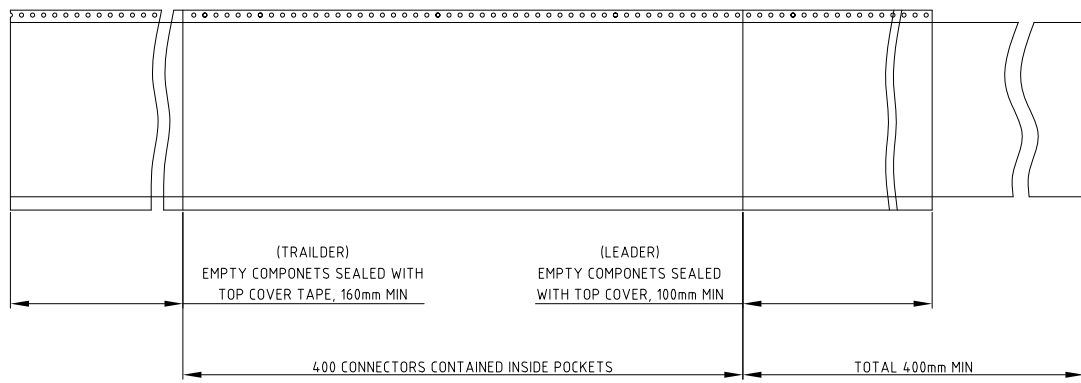 (TRAILDER)
EMPTY COMPONETS SEALED WITH
TOP COVER TAPE, 160mm MIN
(LEADER)
EMPTY COMPONETS SEALED
WITH TOP COVER, 100mm MIN
400 CONNECTORS CONTAINED INSIDE POCKETS
TOTAL 400mm MIN